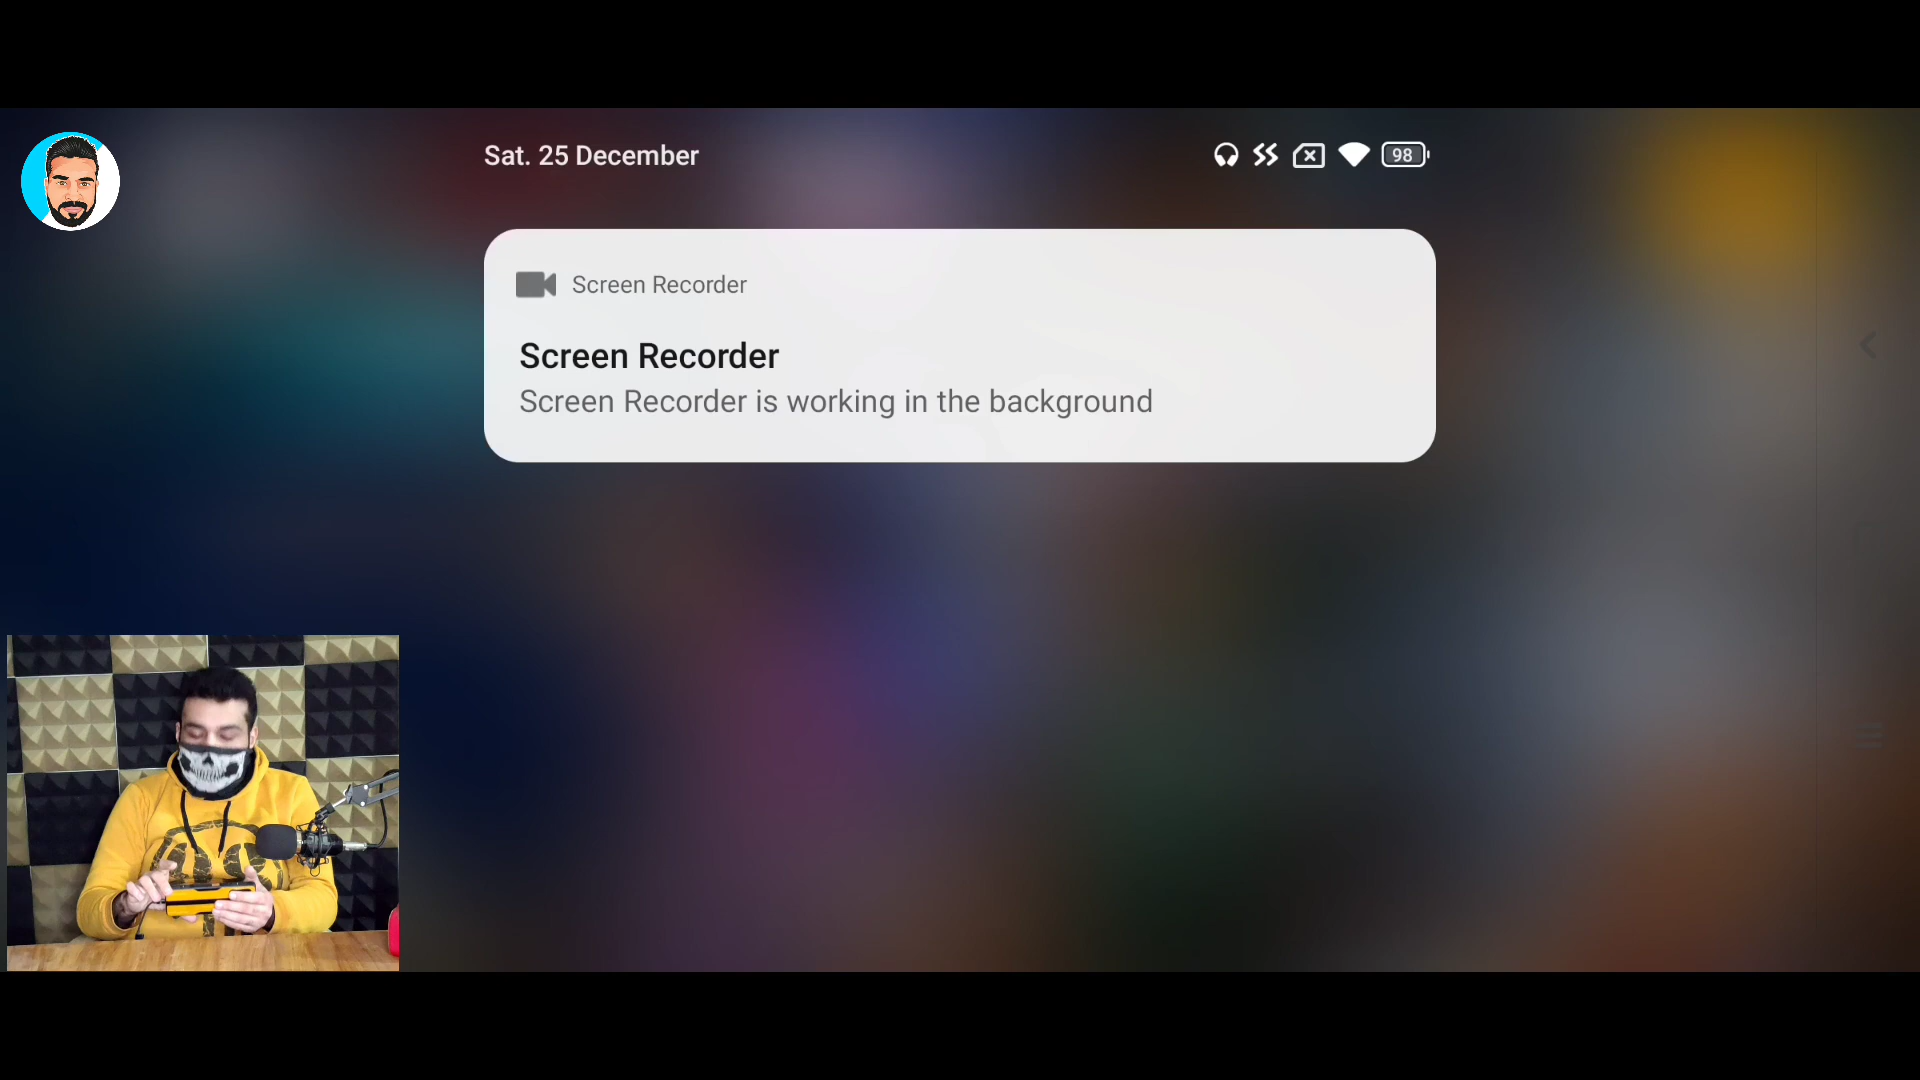 Sat. 25 December
98
Screen Recorder
Screen Recorder
Screen Recorder is working in the background